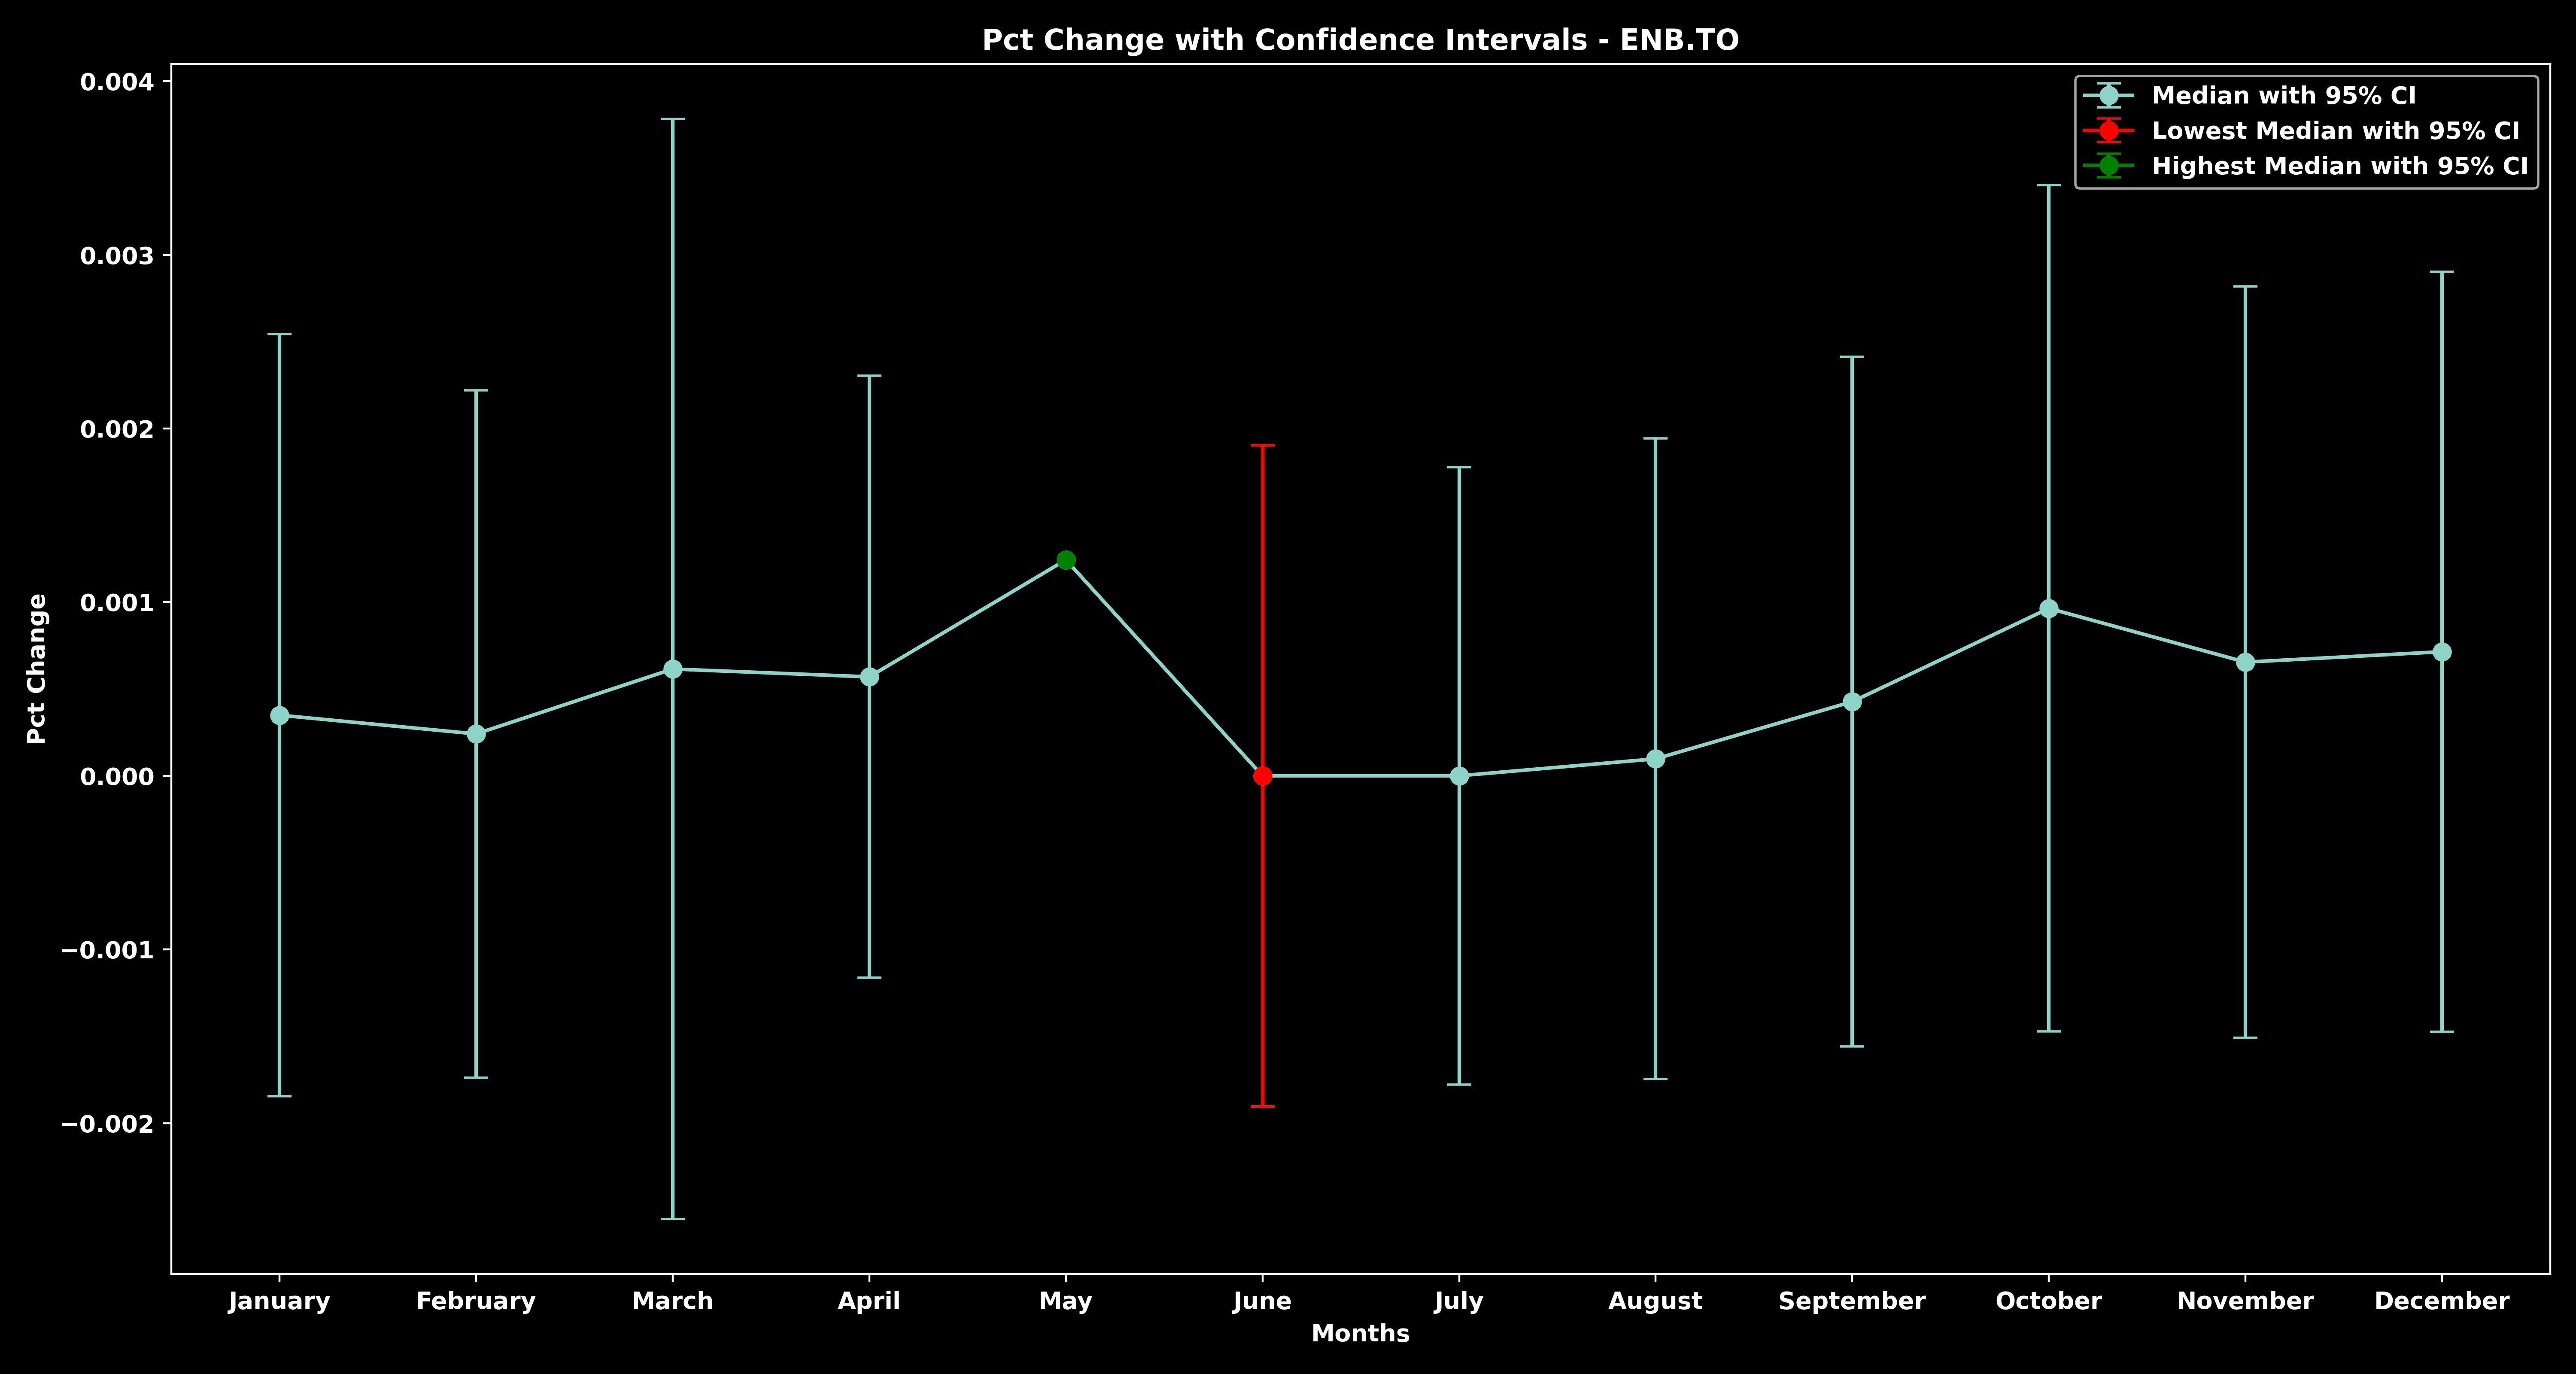 Pct Change with Confidence Intervals - ENB.TO
Median with 95% CI
Lowest Median with 95% CI
Highest Median with 95% CI
Pct Change
0.004
0.003
0.002
0.001
0.000
−0.001
−0.002
January February March April May June July August September October November December
Months